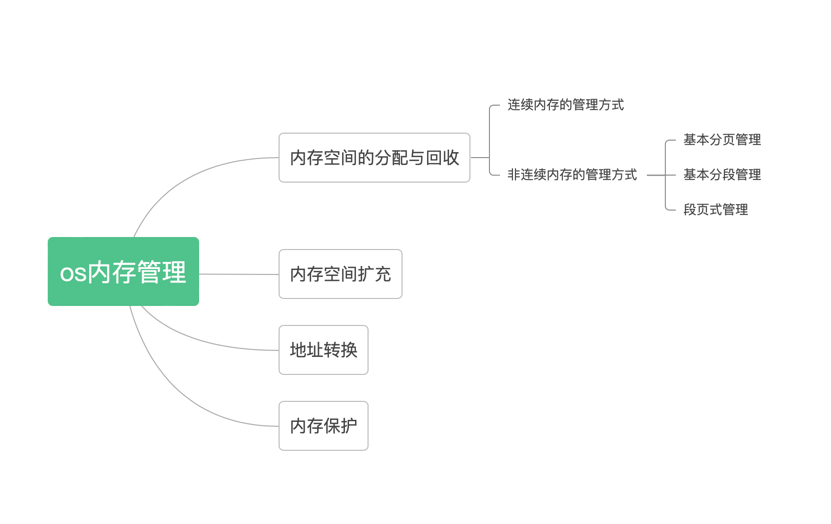 os内存管理
内存空间的分配与回收
连续内存的管理方式
非连续内存的管理方式
基本分页管理
基本分段管理
段页式管理
内存空间扩充
地址转换
内存保护